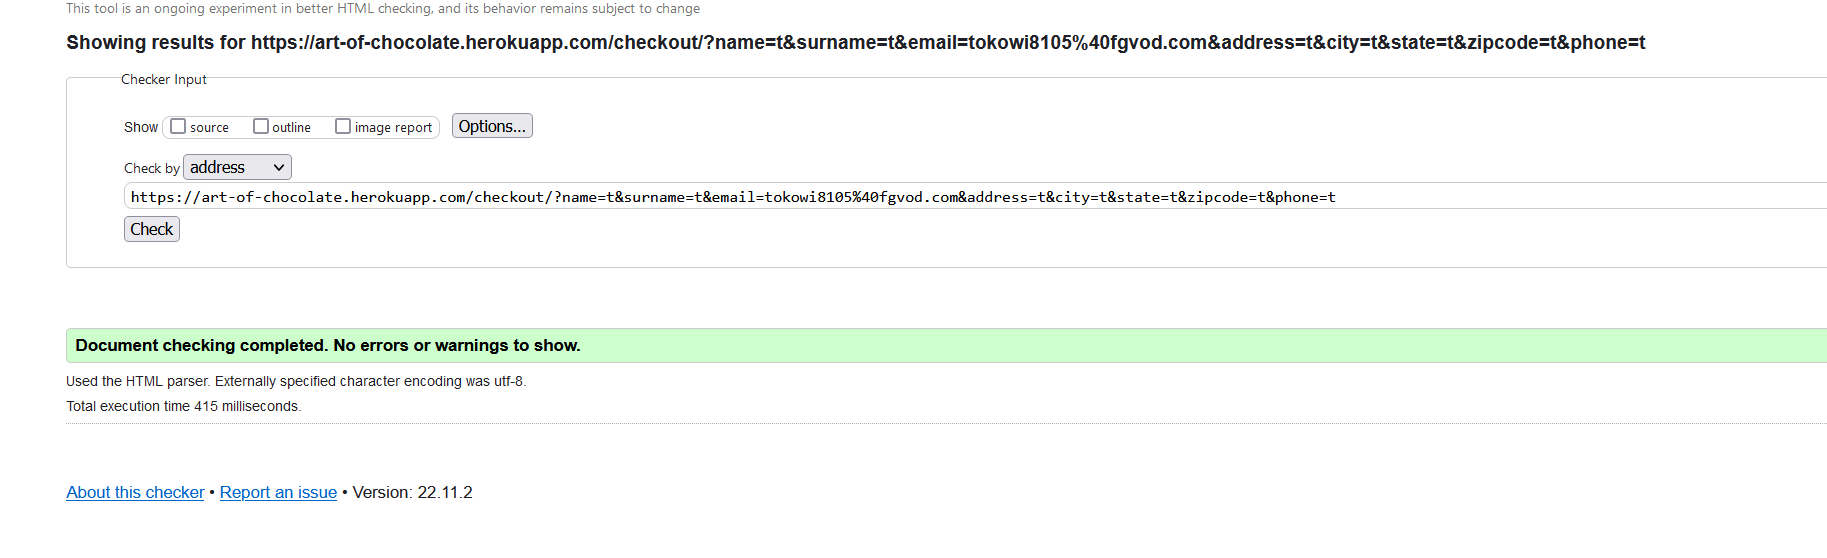 This tool is an ongoing experiment in better HTML checking, and its behavior remains subject to change
Showing results for https://art-of-chocolate.herokuapp.com/checkout/?name=t&surname=t&email=tokowi8105%40fgvod.com&address=t&city=t&state=t&zipcode=t&phone=t
Checker Input
Show source outline image report Options...
Check by address
https://art-of-chocolate.herokuapp.com/checkout/?name=t&surname=t&email=tokowi8105%40fgvod.com&address=t&city=t&state=t&zipcode=t&phone=t
Check
Document checking completed. No errors or warnings to show.
Used the HTML parser. Externally specified character encoding was utf-8.
Total execution time 415 milliseconds.
About this checker • Report an issue • Version: 22.11.2